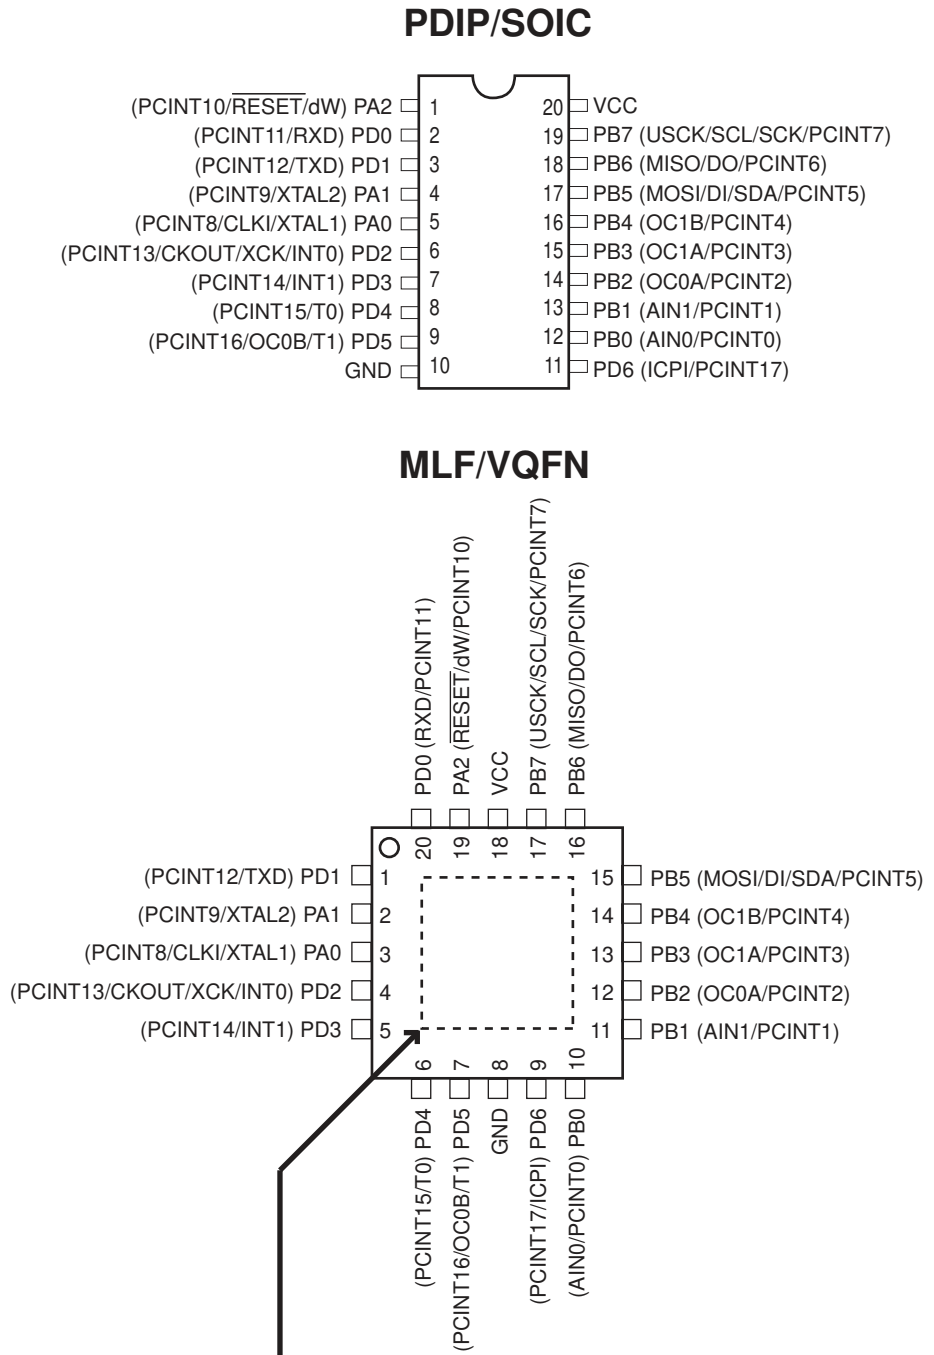 PDIP/SOIC
(PCINT10/RESET/dW) PA2 1 20 VCC
(PCINT11/RXD) PD0 2 19 PB7 (USCK/SCL/SCK/PCINT7)
(PCINT12/TXD) PD1 3 18 PB6 (MISO/DO/PCINT6)
(PCINT9/XTAL2) PA1 4 17 PB5 (MOSI/DI/SDA/PCINT5)
(PCINT8/CLKI/XTAL1) PA0 5 16 PB4 (OC1B/PCINT4)
(PCINT13/CKOUT/XCK/INT0) PD2 6 15 PB3 (OC1A/PCINT3)
(PCINT14/INT1) PD3 7 14 PB2 (OC0A/PCINT2)
(PCINT15/T0) PD4 8 13 PB1 (AIN1/PCINT1)
(PCINT16/OC0B/T1) PD5 9 12 PB0 (AIN0/PCINT0)
GND 10 11 PD6 (ICPI/PCINT17)
MLF/VQFN
PD0 (RXD/PCINT11)
PA2 (RESET/dW/PCINT10)
VCC
PB7 (USCK/SCL/SCK/PCINT7)
PB6 (MISO/DO/PCINT6)
20 19 18 17 16
(PCINT12/TXD) PD1 1 15 PB5 (MOSI/DI/SDA/PCINT5)
(PCINT9/XTAL2) PA1 2 14 PB4 (OC1B/PCINT4)
(PCINT8/CLKI/XTAL1) PA0 3 13 PB3 (OC1A/PCINT3)
(PCINT13/CKOUT/XCK/INT0) PD2 4 12 PB2 (OC0A/PCINT2)
(PCINT14/INT1) PD3 5 11 PB1 (AIN1/PCINT1)
6 7 8 9 10
(PCINT15/T0) PD4
(PCINT16/OC0B/T1) PD5
GND
(PCINT17/ICPI) PD6
(AIN0/PCINT0) PB0